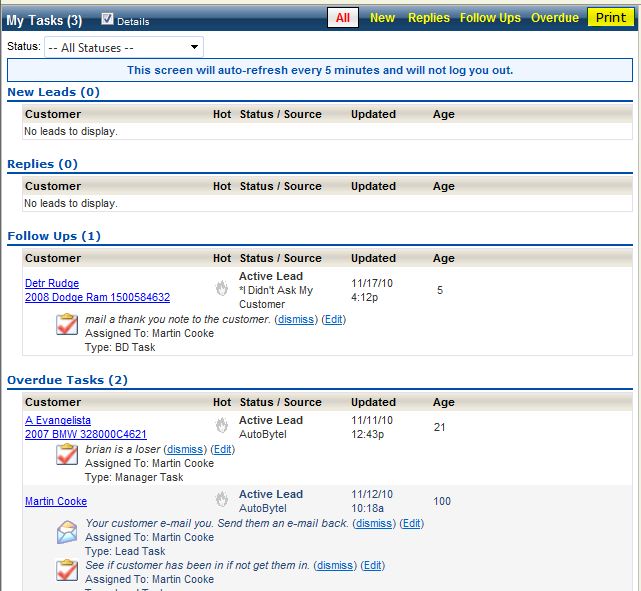 My Tasks (3) Details All New Replies Follow Ups Overdue Print
Status: -- All Statuses --
This screen will auto-refresh every 5 minutes and will not log you out.
New Leads (0)
Customer Hot Status / Source Updated Age
No leads to display.
Replies (0)
Customer Hot Status / Source Updated Age
No leads to display.
Follow Ups (1)
Customer Hot Status / Source Updated Age
Detr Rudge
2008 Dodge Ram 1500584632
Active Lead
*I Didn't Ask My
Customer
11/17/10
4:12p
5
mail a thank you note to the customer. (dismiss) (Edit)
Assigned To: Martin Cooke
Type: BD Task
Overdue Tasks (2)
Customer Hot Status / Source Updated Age
A Evangelista
2007 BMW 328000C4621
Active Lead
AutoBytel
11/11/10
12:43p
21
brian is a loser (dismiss) (Edit)
Assigned To: Martin Cooke
Type: Manager Task
Martin Cooke
Active Lead
AutoBytel
11/12/10
10:18a
100
Your customer e-mail you. Send them an e-mail back. (dismiss) (Edit)
Assigned To: Martin Cooke
Type: Lead Task
See if customer has been in if not get them in. (dismiss) (Edit)
Assigned To: Martin Cooke